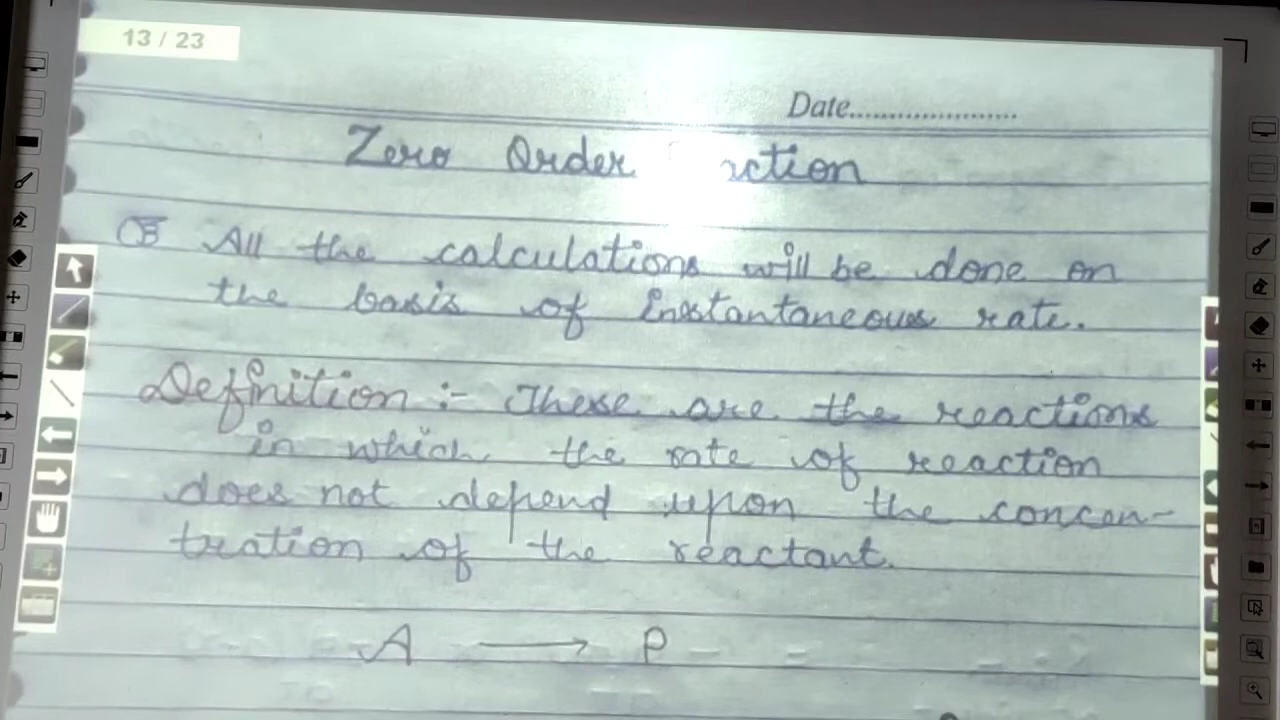 13 / 23
Date.....................
Zero Order ction
All the calculations will be done on
the basis of instantaneous rate.
Definition :- These are the reactions
in which the rate of reaction
does not depend upon the concen-
tration of the reactant.
A ⟶ P